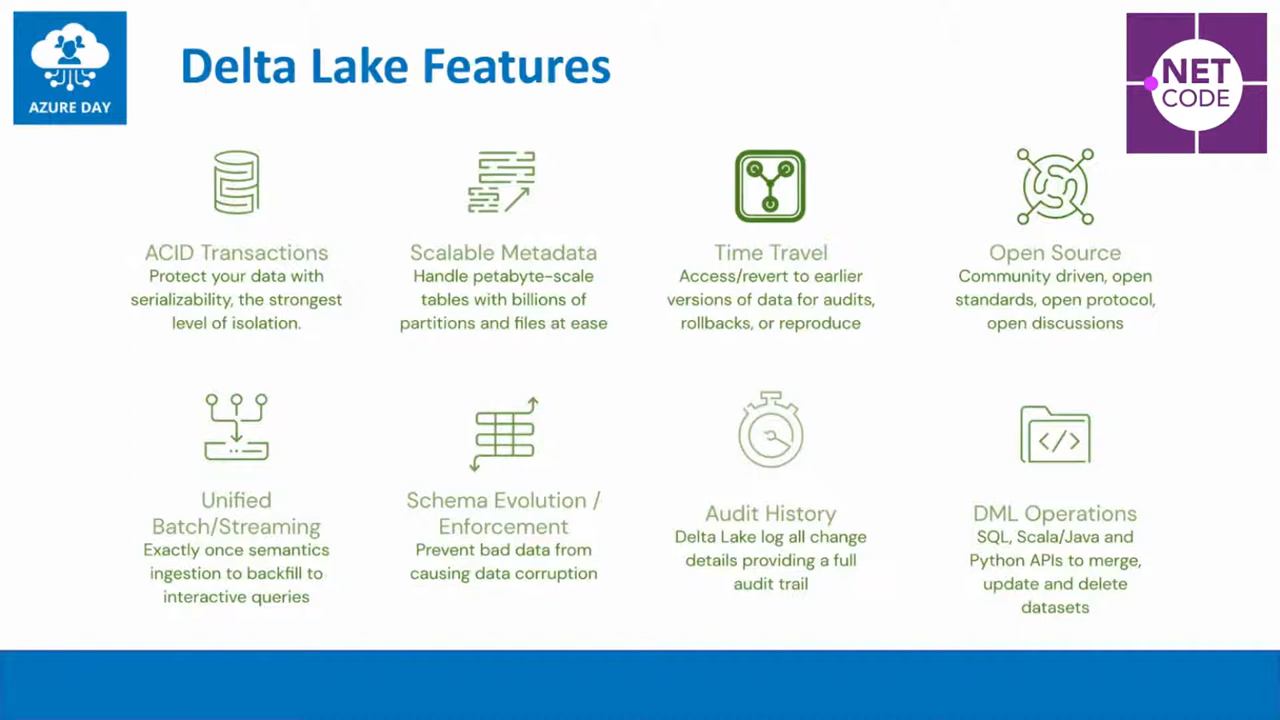 AZURE DAY
Delta Lake Features
NET
CODE
ACID Transactions
Protect your data with
serializability, the strongest
level of isolation.
Scalable Metadata
Handle petabyte-scale
tables with billions of
partitions and files at ease
Time Travel
Access/revert to earlier
versions of data for audits,
rollbacks, or reproduce
Open Source
Community driven, open
standards, open protocol,
open discussions
Unified
Batch/Streaming
Exactly once semantics
ingestion to backfill to
interactive queries
Schema Evolution /
Enforcement
Prevent bad data from
causing data corruption
Audit History
Delta Lake log all change
details providing a full
audit trail
DML Operations
SQL, Scala/Java and
Python APIs to merge,
update and delete
datasets